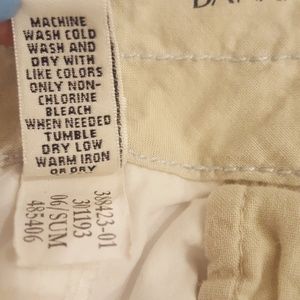 MACHINE
WASH COLD
WASH AND
DRY WITH
LIKE COLORS
ONLY NON-
CHLORINE
BLEACH
WHEN NEEDED
TUMBLE
DRY LOW
WARM IRON
OR DRY
38423-01
3U1193
06/SUM
485406